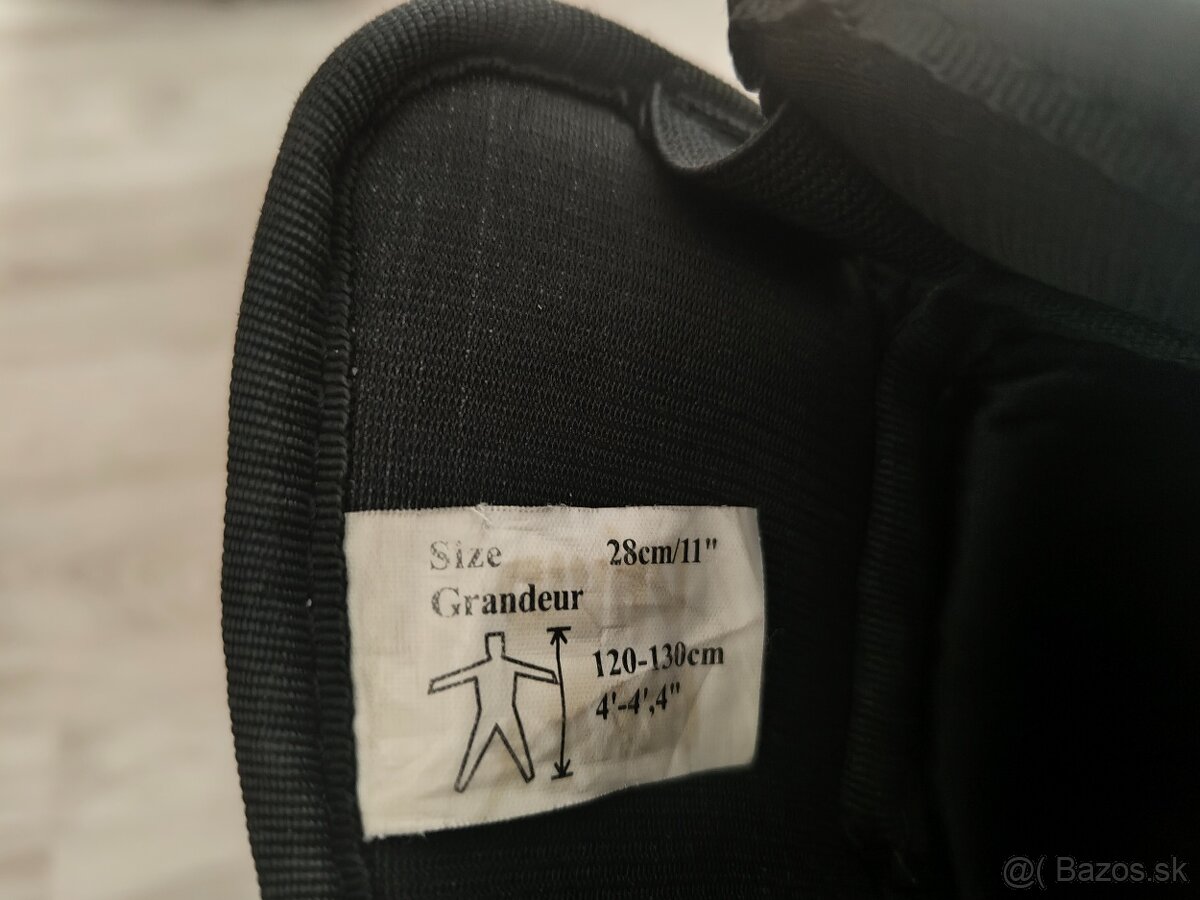 Size 28cm/11"
Grandeur
120-130cm
4'-4',4"
@( Bazos.sk